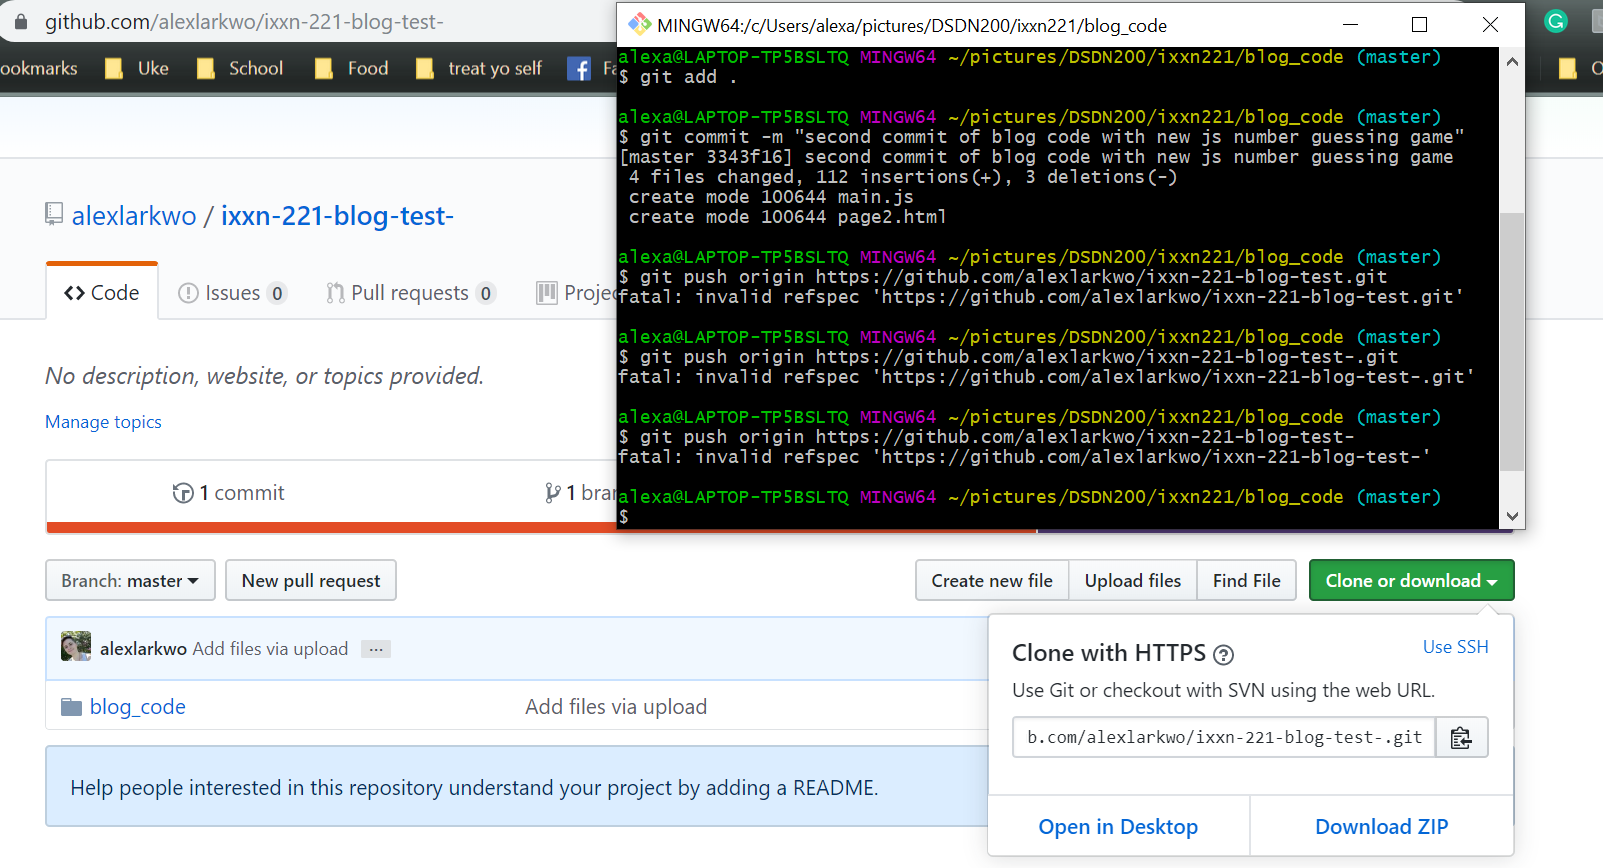 github.com/alexlarkwo/ixxn-221-blog-test-
ookmarks Uke School Food treat yo self
MINGW64:/c/Users/alexa/pictures/DSDN200/ixxn221/blog_code
alexa@LAPTOP-TP5BSLTQ MINGW64 ~/pictures/DSDN200/ixxn221/blog_code (master)
$ git add .
alexa@LAPTOP-TP5BSLTQ MINGW64 ~/pictures/DSDN200/ixxn221/blog_code (master)
$ git commit -m "second commit of blog code with new js number guessing game"
[master 3343f16] second commit of blog code with new js number guessing game
4 files changed, 112 insertions(+), 3 deletions(-)
create mode 100644 main.js
create mode 100644 page2.html
alexa@LAPTOP-TP5BSLTQ MINGW64 ~/pictures/DSDN200/ixxn221/blog_code (master)
$ git push origin https://github.com/alexlarkwo/ixxn-221-blog-test.git
fatal: invalid refspec 'https://github.com/alexlarkwo/ixxn-221-blog-test.git'
alexa@LAPTOP-TP5BSLTQ MINGW64 ~/pictures/DSDN200/ixxn221/blog_code (master)
$ git push origin https://github.com/alexlarkwo/ixxn-221-blog-test-.git
fatal: invalid refspec 'https://github.com/alexlarkwo/ixxn-221-blog-test-.git'
alexa@LAPTOP-TP5BSLTQ MINGW64 ~/pictures/DSDN200/ixxn221/blog_code (master)
$ git push origin https://github.com/alexlarkwo/ixxn-221-blog-test-
fatal: invalid refspec 'https://github.com/alexlarkwo/ixxn-221-blog-test-'
alexa@LAPTOP-TP5BSLTQ MINGW64 ~/pictures/DSDN200/ixxn221/blog_code (master)
$
alexlarkwo / ixxn-221-blog-test-
Code Issues 0 Pull requests 0 Projec
No description, website, or topics provided.
Manage topics
1 commit 1 bran
Branch: master New pull request Create new file Upload files Find File Clone or download
alexlarkwo Add files via upload ...
blog_code Add files via upload
Help people interested in this repository understand your project by adding a README.
Clone with HTTPS ? Use SSH
Use Git or checkout with SVN using the web URL.
b.com/alexlarkwo/ixxn-221-blog-test-.git
Open in Desktop Download ZIP